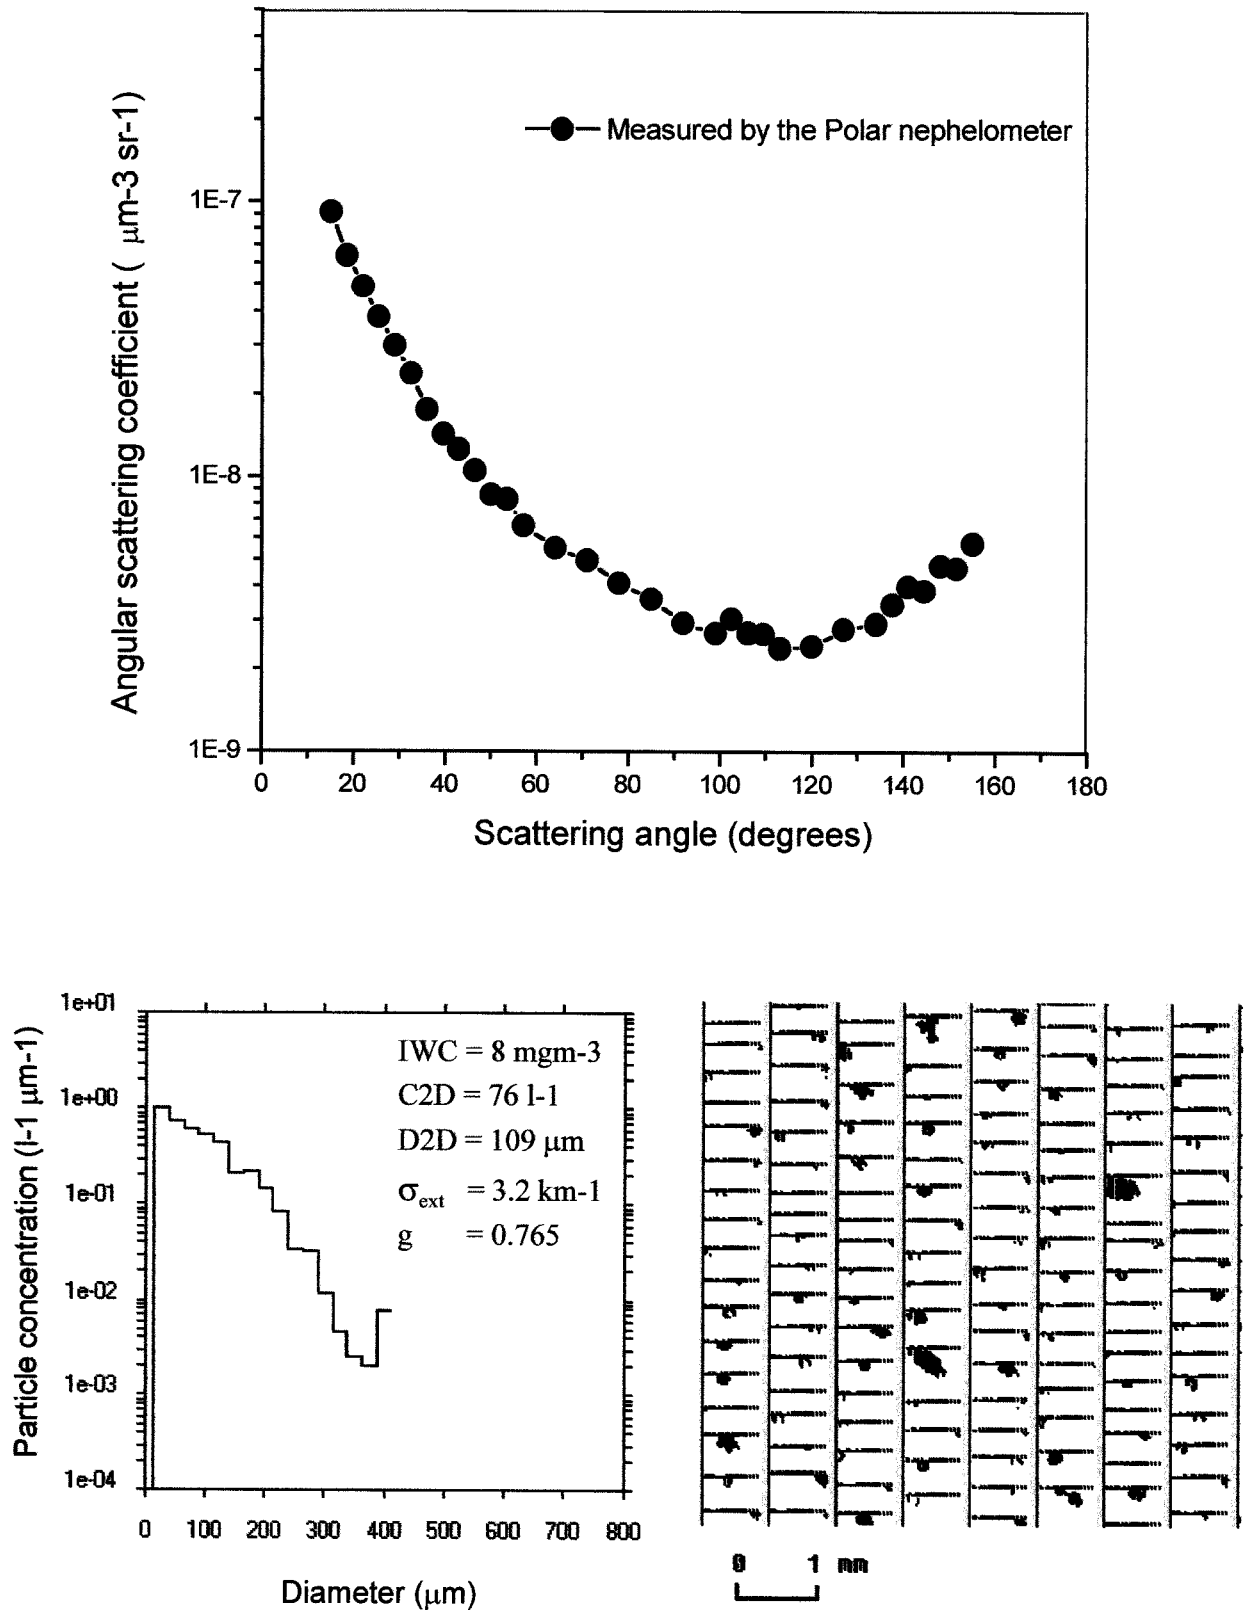 Measured by the Polar nephelometer
Angular scattering coefficient ( μm-3 sr-1)
1E-7
1E-8
1E-9
0 20 40 60 80 100 120 140 160 180
Scattering angle (degrees)
Particle concentration (l-1 μm-1)
1e+01
1e+00
1e-01
1e-02
1e-03
1e-04
IWC = 8 mgm-3
C2D = 76 l-1
D2D = 109 μm
σext = 3.2 km-1
g = 0.765
0 100 200 300 400 500 600 700 800
Diameter (μm)
0 1 mm